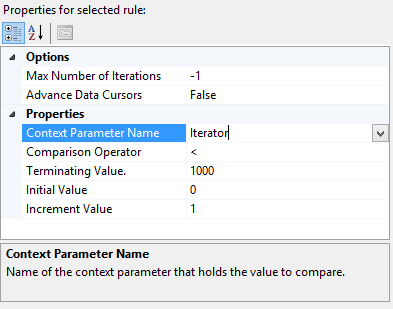 Properties for selected rule:
A Z
Options
Max Number of Iterations -1
Advance Data Cursors False
Properties
Context Parameter Name Iterator
Comparison Operator <
Terminating Value. 1000
Initial Value 0
Increment Value 1
Context Parameter Name
Name of the context parameter that holds the value to compare.